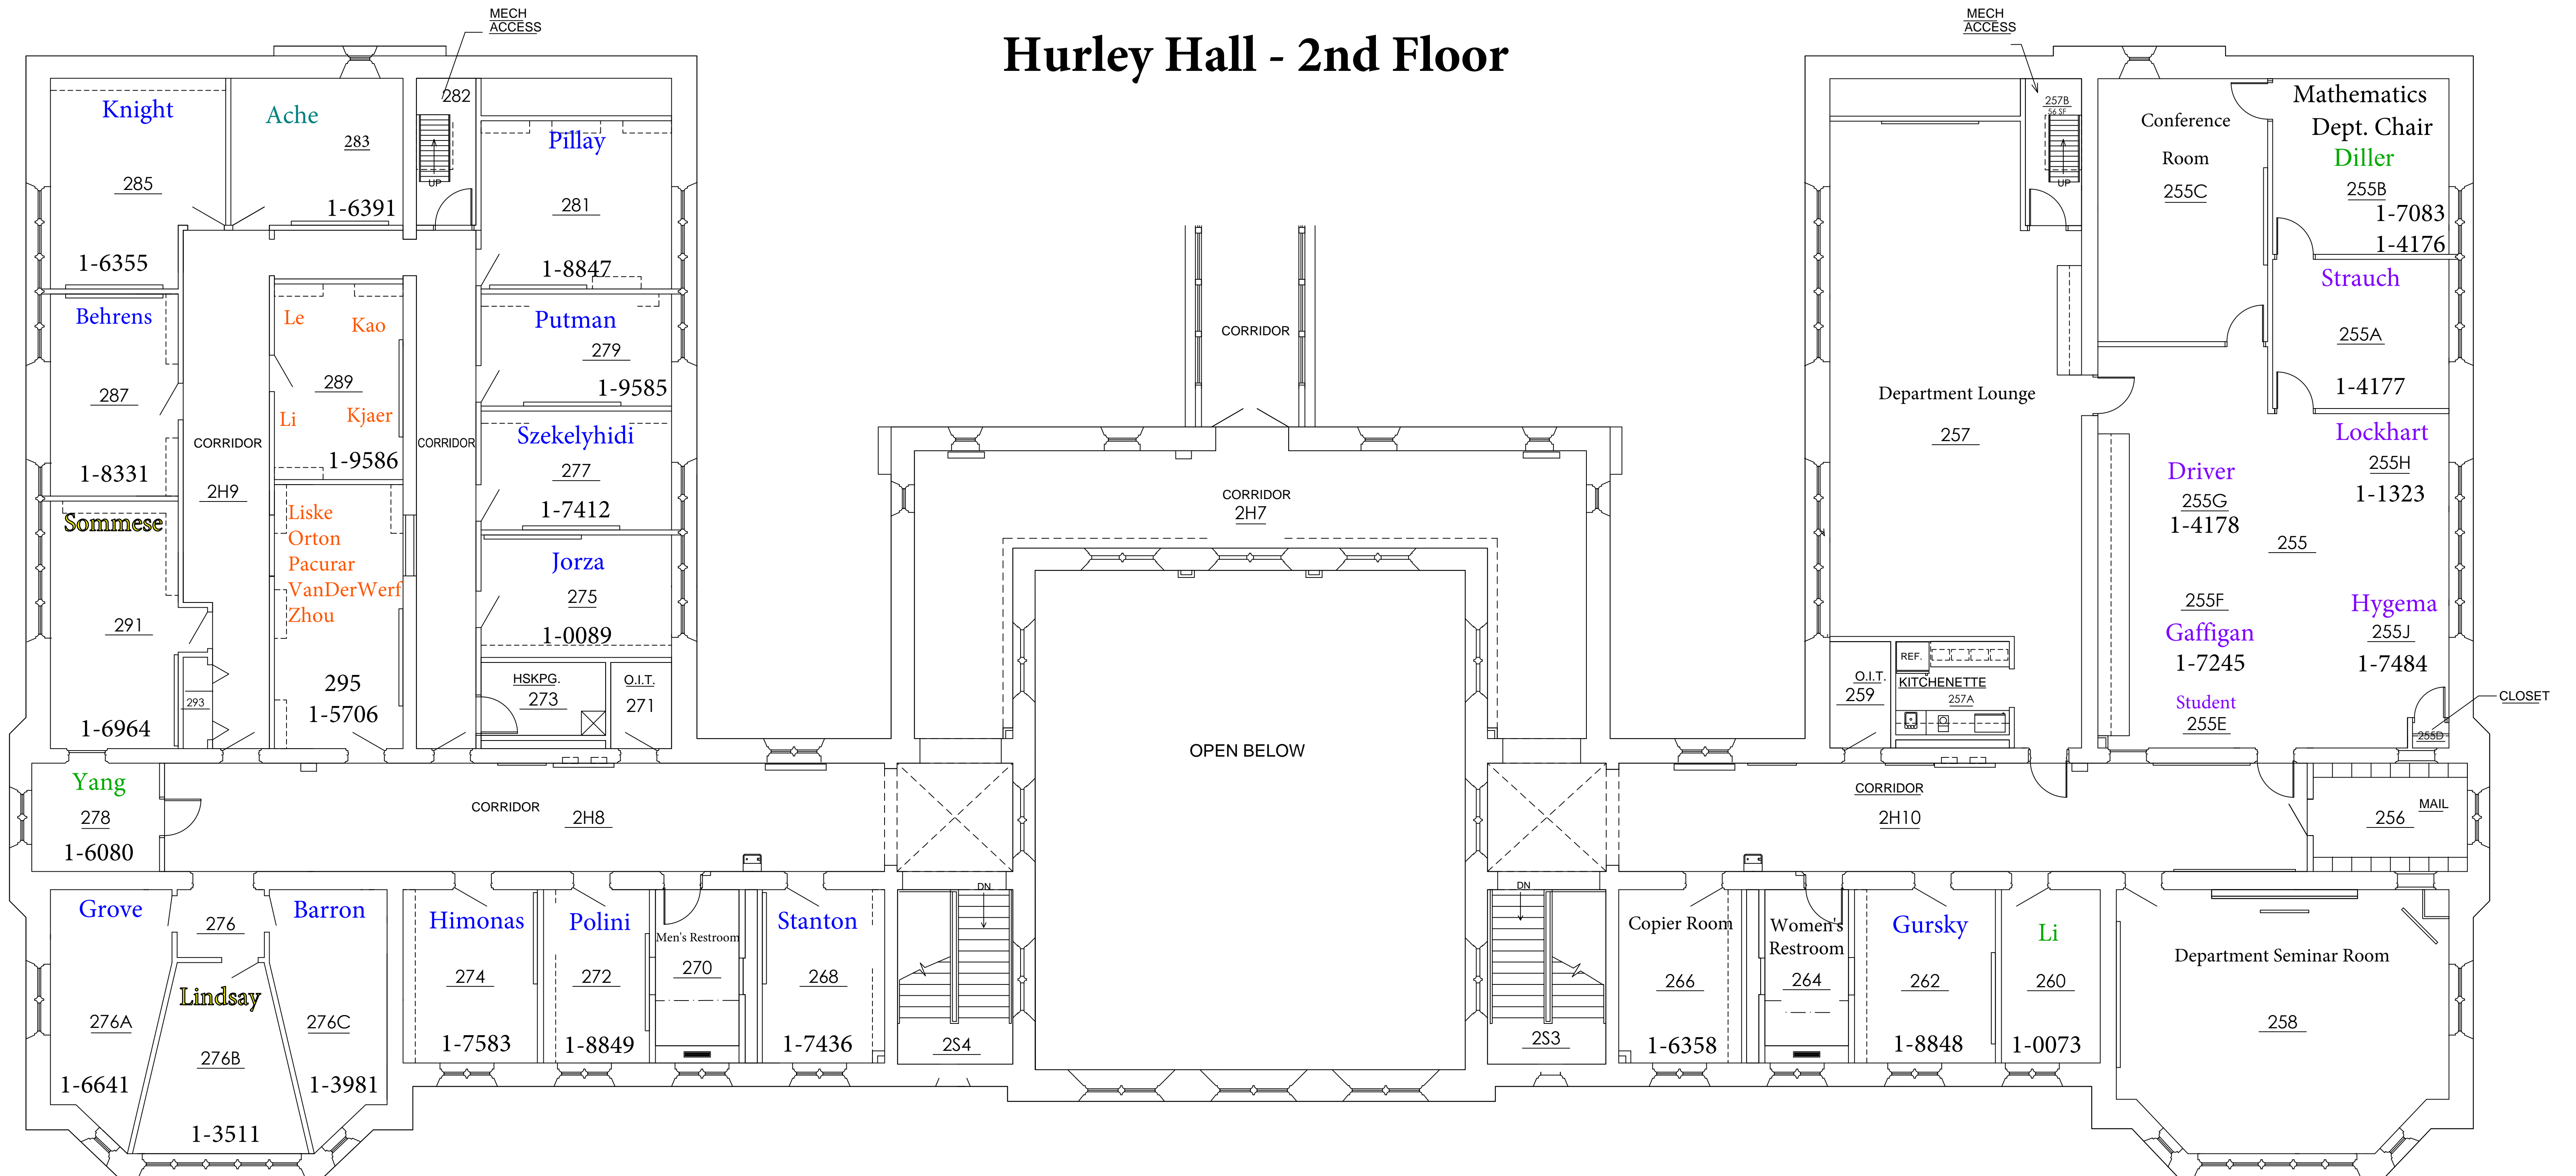 Hurley Hall - 2nd Floor
MECH
ACCESS
MECH
ACCESS
Knight
285
1-6355
Ache
283
1-6391
282
UP
Pillay
281
1-8847
Behrens
287
1-8331
CORRIDOR
2H9
Le
Kao
289
Li
Kjaer
1-9586
CORRIDOR
Putman
279
1-9585
Szekelyhidi
277
1-7412
Sommese
291
1-6964
293
Liske
Orton
Pacurar
VanDerWerf
Zhou
295
1-5706
Jorza
275
1-0089
HSKPG.
273
O.I.T.
271
Yang
278
1-6080
CORRIDOR
2H8
Grove
276A
1-6641
276
Lindsay
276B
1-3511
Barron
276C
1-3981
Himonas
274
1-7583
Polini
272
1-8849
Men's Restroom
270
Stanton
268
1-7436
DN
2S4
CORRIDOR
CORRIDOR
2H7
OPEN BELOW
DN
2S3
257B
56 SF
UP
Conference
Room
255C
Mathematics
Dept. Chair
Diller
255B
1-7083
1-4176
Strauch
255A
1-4177
Department Lounge
257
Lockhart
255H
1-1323
Driver
255G
1-4178
255
255F
Gaffigan
1-7245
Hygema
255J
1-7484
Student
255E
CLOSET
255D
O.I.T.
259
REF.
KITCHENETTE
257A
CORRIDOR
2H10
MAIL
256
Copier Room
266
1-6358
Women's
Restroom
264
Gursky
262
1-8848
Li
260
1-0073
Department Seminar Room
258